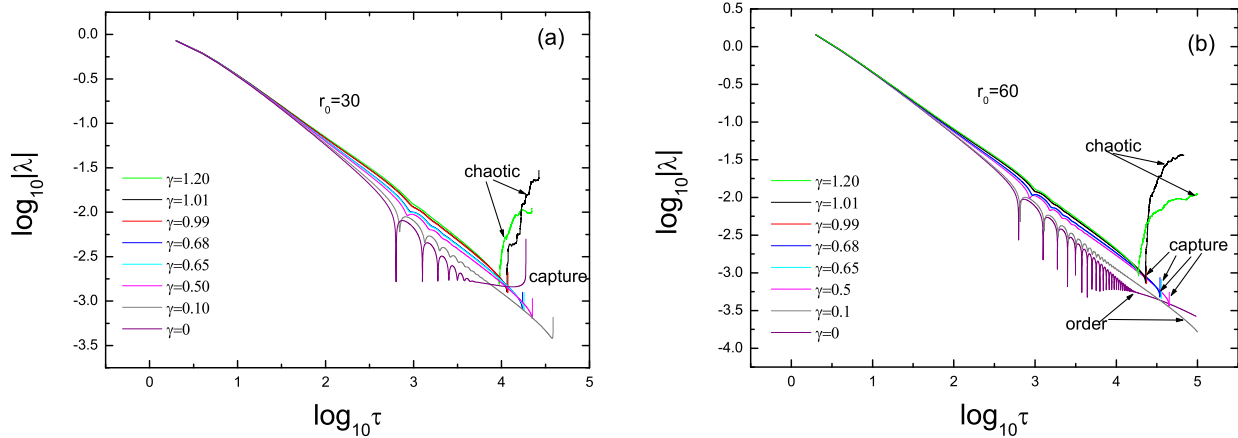 (a)
r0=30
chaotic
capture
γ=1.20
γ=1.01
γ=0.99
γ=0.68
γ=0.65
γ=0.50
γ=0.10
γ=0
log10|λ|
0.0
-0.5
-1.0
-1.5
-2.0
-2.5
-3.0
-3.5
0 1 2 3 4 5
log10τ
(b)
r0=60
chaotic
capture
order
γ=1.20
γ=1.01
γ=0.99
γ=0.68
γ=0.65
γ=0.5
γ=0.1
γ=0
log10|λ|
0.5
0.0
-0.5
-1.0
-1.5
-2.0
-2.5
-3.0
-3.5
-4.0
0 1 2 3 4 5
log10τ